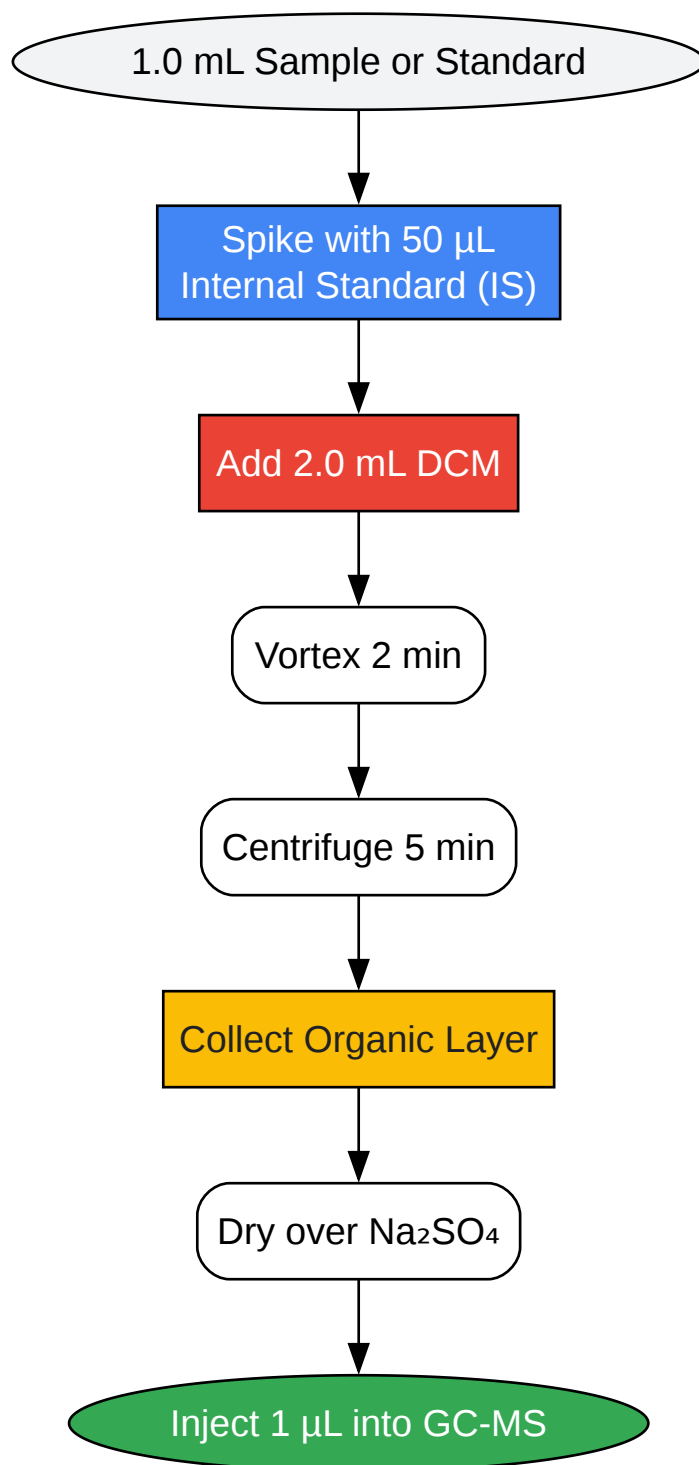 1.0 mL Sample or Standard
Spike with 50 µL
Internal Standard (IS)
Add 2.0 mL DCM
Vortex 2 min
Centrifuge 5 min
Collect Organic Layer
Dry over Na₂SO₄
Inject 1 µL into GC-MS